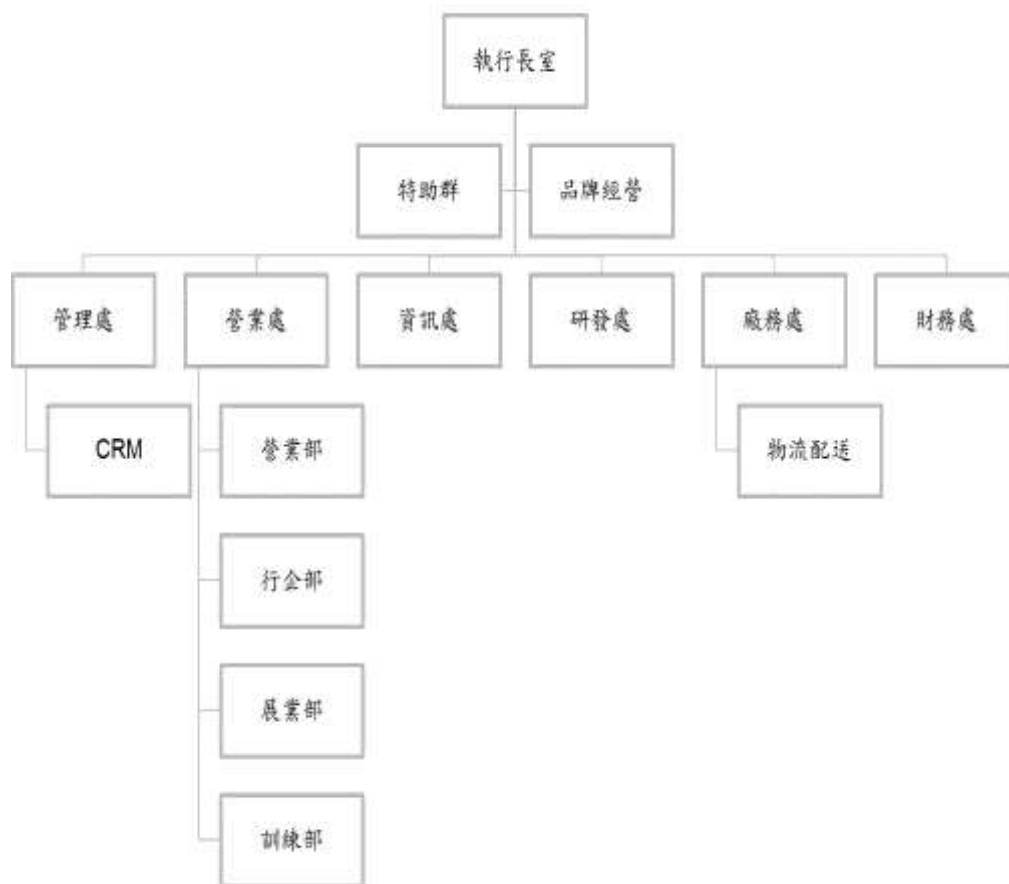 執行長室
特助群
品牌經營
管理處
營業處
資訊處
研發處
廠務處
財務處
CRM
營業部
物流配送
行企部
展業部
訓練部